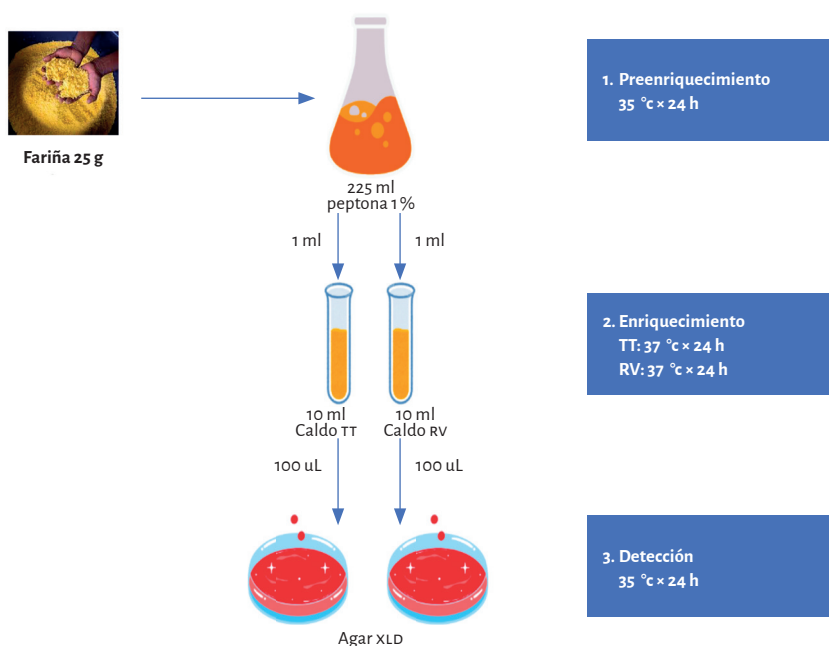 1. Preenriquecimiento
35 °c × 24 h
Fariña 25 g
225 ml
peptona 1%
1 ml
1 ml
2. Enriquecimiento
TT: 37 °c × 24 h
RV: 37 °c × 24 h
10 ml
Caldo TT
10 ml
Caldo RV
100 uL
100 uL
3. Detección
35 °c × 24 h
Agar XLD